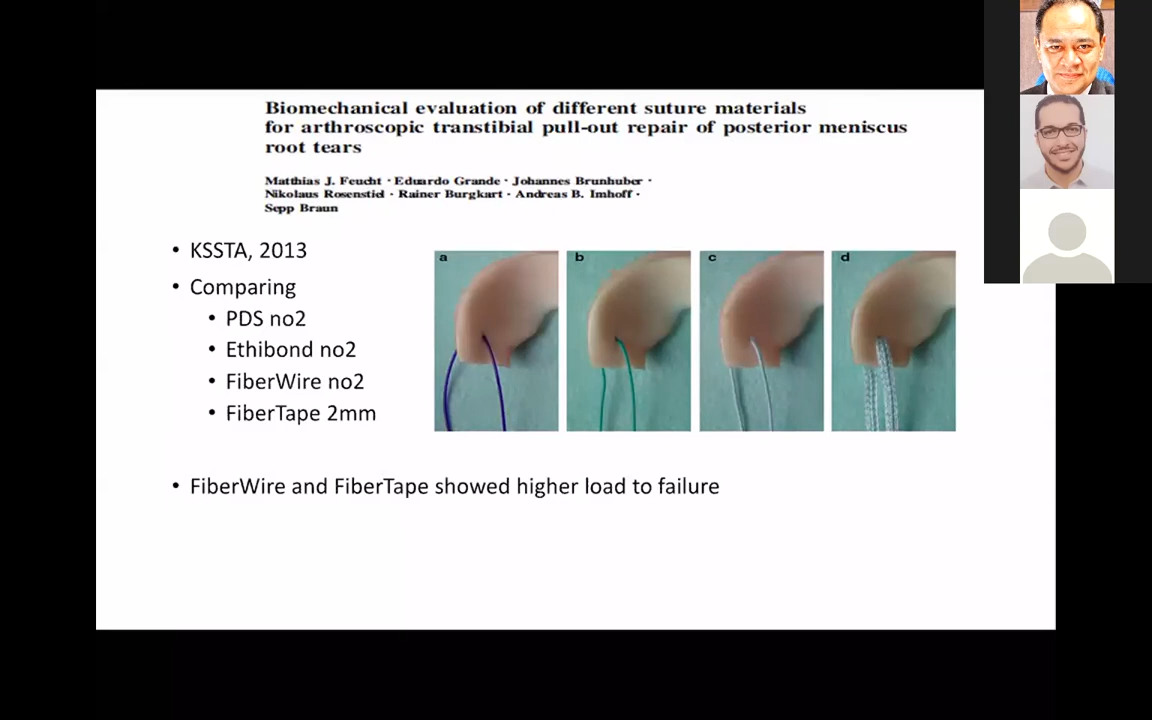 Biomechanical evaluation of different suture materials
for arthroscopic transtibial pull-out repair of posterior meniscus
root tears
Matthias J. Feucht · Eduardo Grande · Johannes Brunhuber ·
Nikolaus Rosenstiel · Rainer Burgkart · Andreas B. Imhoff ·
Sepp Braun
• KSSTA, 2013
• Comparing
• PDS no2
• Ethibond no2
• FiberWire no2
• FiberTape 2mm
a b c d
• FiberWire and FiberTape showed higher load to failure